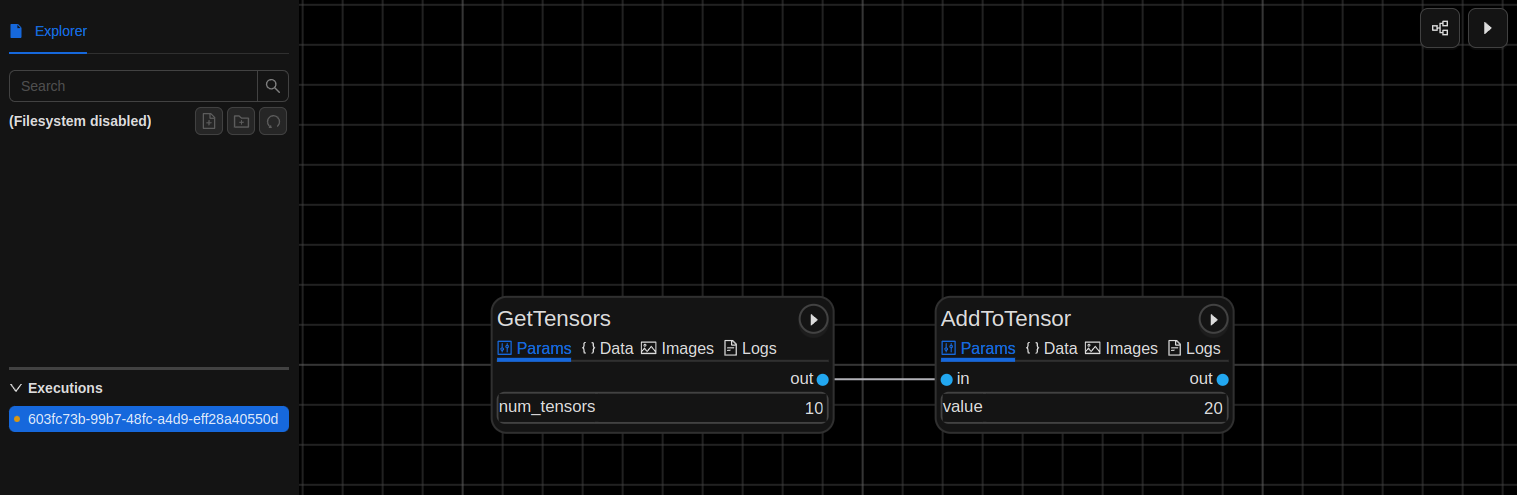 Explorer
Search
(Filesystem disabled)
Executions
603fc73b-99b7-48fc-a4d9-eff28a40550d
GetTensors
Params { } Data Images Logs
out
num_tensors 10
AddToTensor
Params { } Data Images Logs
in out
value 20